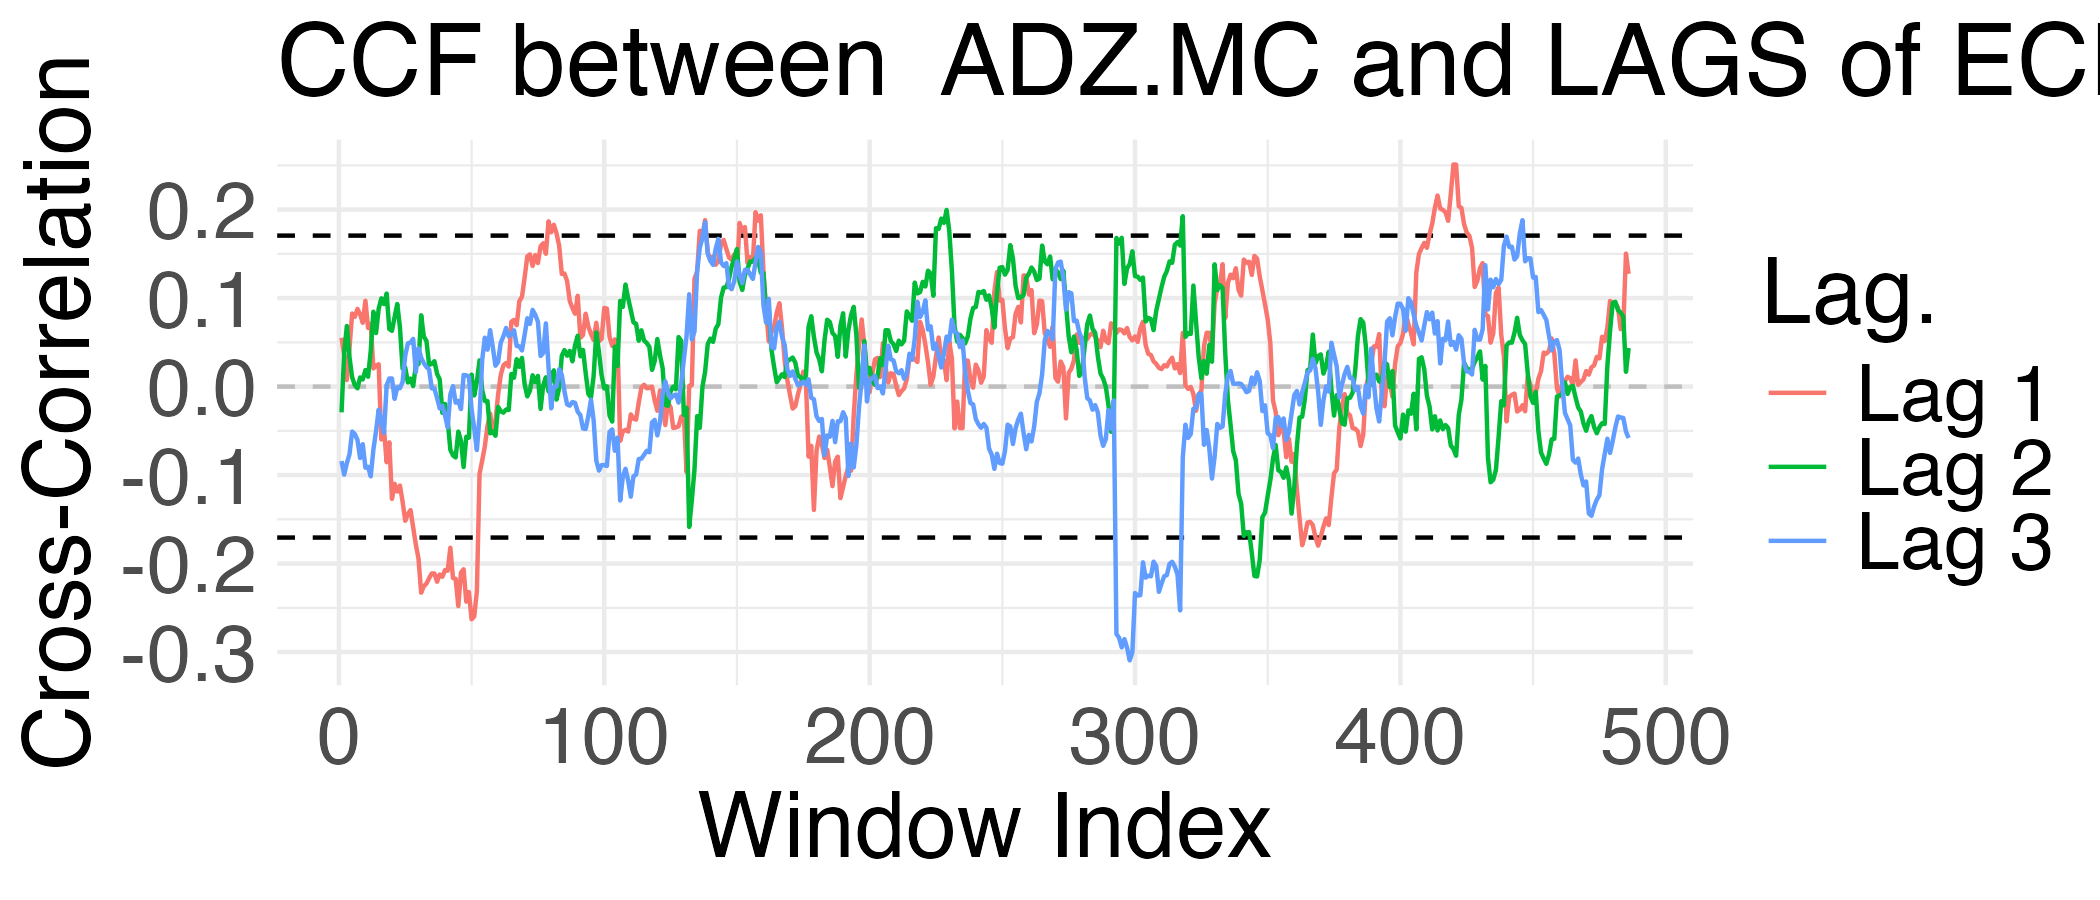 CCF between ADZ.MC and LAGS of
Cross-Correlation
0.2
0.1
0.0
-0.1
-0.2
-0.3
0 100 200 300 400 500
Window Index
Lag.
Lag 1
Lag 2
Lag 3